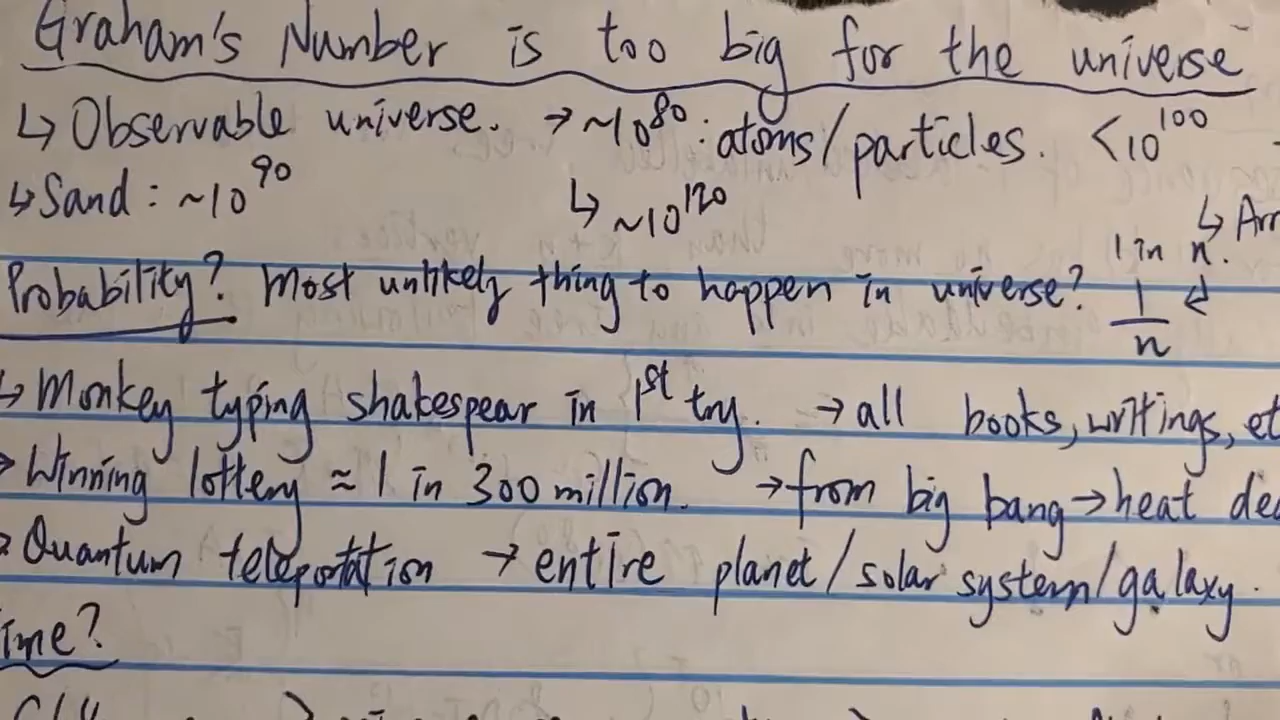 Graham's Number is too big for the universe
↳ Observable universe. → ~10^80 : atoms/particles. <10^100
↳ Sand : ~10^90 ↳ ~10^120
↳ Arr
Probability? Most unlikely thing to happen in universe? 1 in n.
1/n ↲
↳ Monkey typing shakespear in 1st try. → all books, writings, et
→ Winning lottery ≈ 1 in 300 million. → from big bang → heat dea
→ Quantum teleportation → entire planet/solar system/galaxy.
ime?